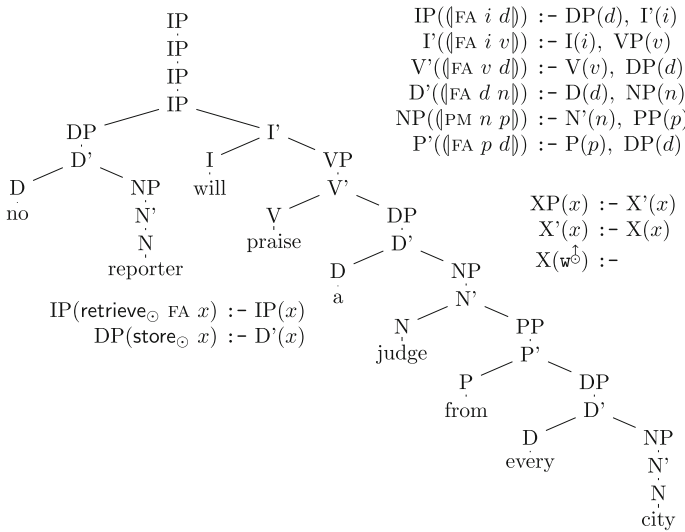 IP
IP
IP
IP
DP I'
D' I VP
D NP will V'
no N' V DP
N praise D'
reporter D NP
a N'
N PP
judge P'
P DP
from D'
D NP
every N'
N
city
IP(⦇FA i d⦈) :- DP(d), I'(i)
I'(⦇FA i v⦈) :- I(i), VP(v)
V'(⦇FA v d⦈) :- V(v), DP(d)
D'(⦇FA d n⦈) :- D(d), NP(n)
NP(⦇PM n p⦈) :- N'(n), PP(p)
P'(⦇FA p d⦈) :- P(p), DP(d)
XP(x) :- X'(x)
X'(x) :- X(x)
X(w⊙↑) :-
IP(retrieve⊙ FA x) :- IP(x)
DP(store⊙ x) :- D'(x)